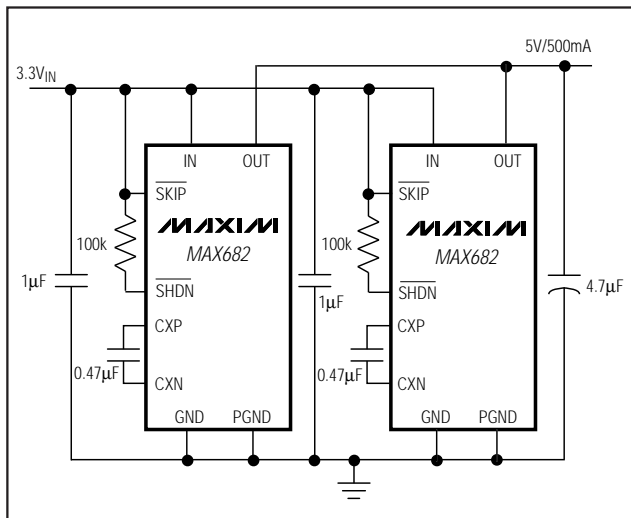 5V/500mA
3.3VIN
IN OUT
IN OUT
SKIP
SKIP
MAXIM
MAX682
MAXIM
MAX682
100k
100k
1µF
SHDN
1µF
SHDN
4.7µF
CXP
CXP
0.47µF
0.47µF
CXN
CXN
GND PGND
GND PGND